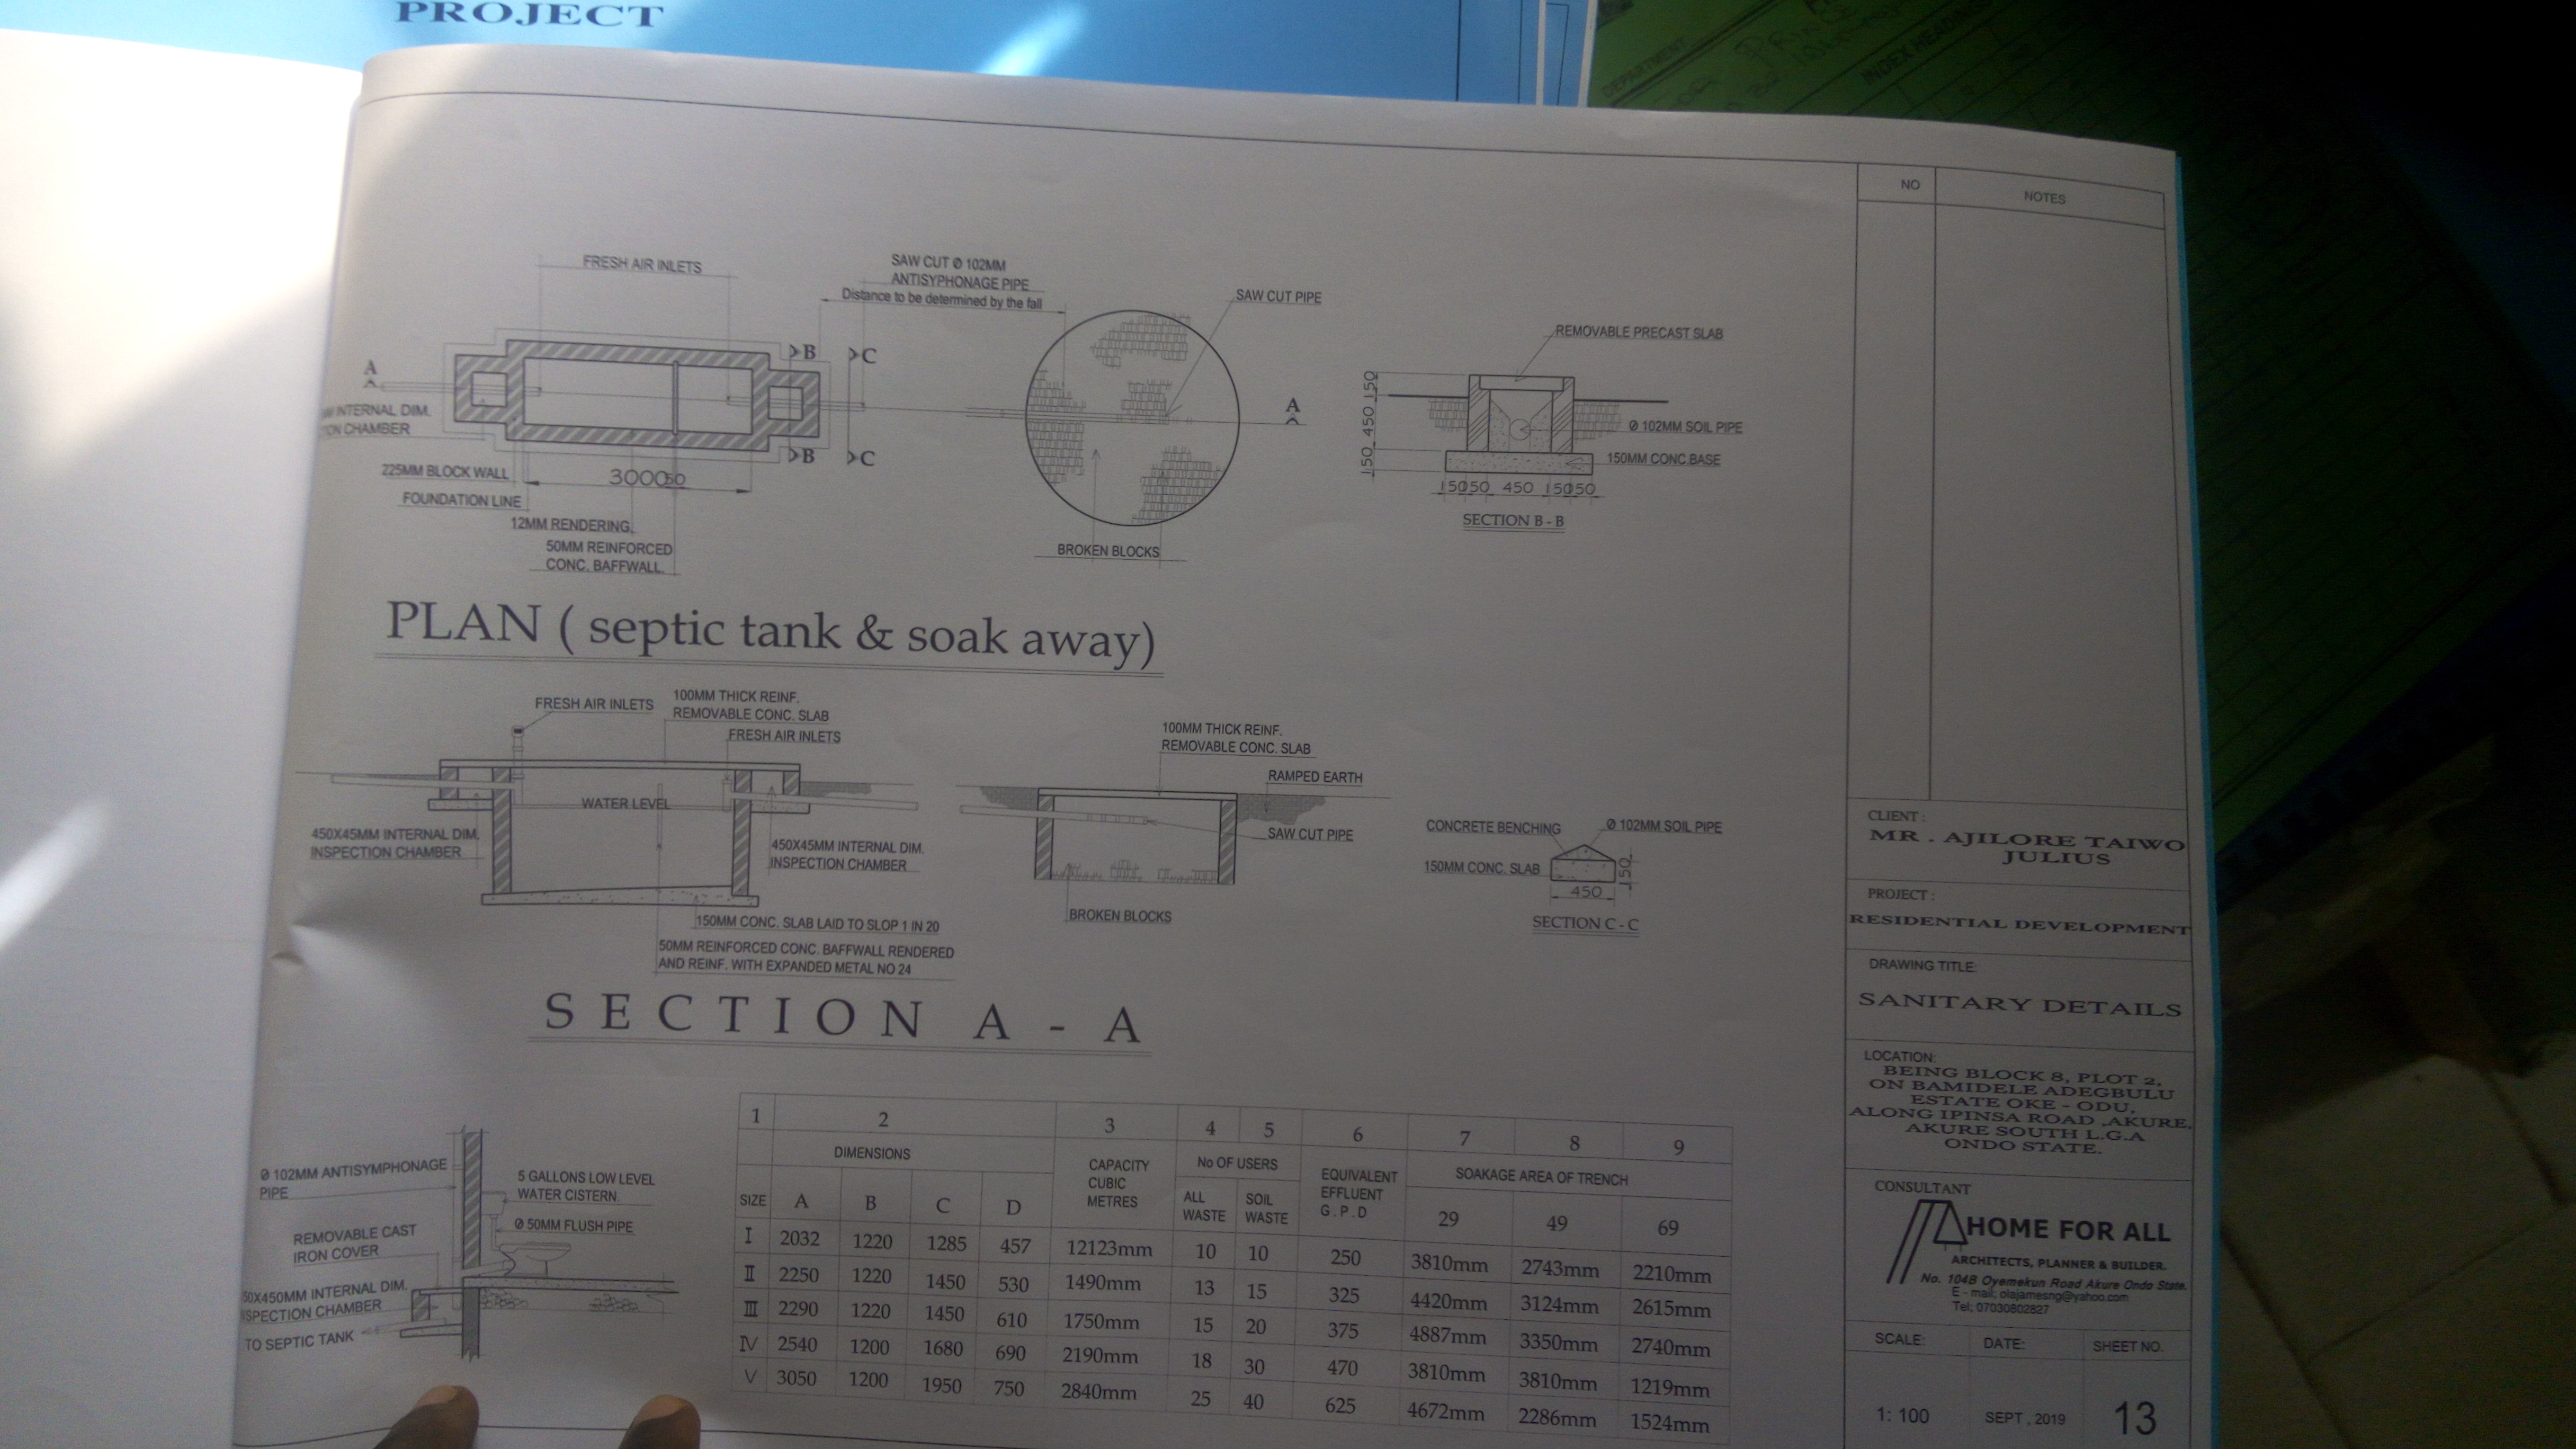 PROJECT
DEPARTMENT
INDEX HEADINGS
NO
NOTES
FRESH AIR INLETS
SAW CUT Ø 102MM
ANTISYPHONAGE PIPE
Distance to be determined by the fall
SAW CUT PIPE
REMOVABLE PRECAST SLAB
A
B
C
A
INTERNAL DIM.
CHAMBER
B
C
225MM BLOCK WALL
FOUNDATION LINE
3000
50
12MM RENDERING.
50MM REINFORCED
CONC. BAFFWALL.
BROKEN BLOCKS
150
450
150
Ø 102MM SOIL PIPE
150MM CONC.BASE
150 50 450 150 50
SECTION B - B
PLAN ( septic tank & soak away)
FRESH AIR INLETS
100MM THICK REINF.
REMOVABLE CONC. SLAB
FRESH AIR INLETS
WATER LEVEL
450X45MM INTERNAL DIM.
INSPECTION CHAMBER
450X45MM INTERNAL DIM.
INSPECTION CHAMBER
150MM CONC. SLAB LAID TO SLOP 1 IN 20
50MM REINFORCED CONC. BAFFWALL RENDERED
AND REINF. WITH EXPANDED METAL NO 24
100MM THICK REINF.
REMOVABLE CONC. SLAB
RAMPED EARTH
SAW CUT PIPE
BROKEN BLOCKS
CONCRETE BENCHING
Ø 102MM SOIL PIPE
150MM CONC. SLAB
150
450
SECTION C - C
SECTION A - A
Ø 102MM ANTISYMPHONAGE
PIPE
5 GALLONS LOW LEVEL
WATER CISTERN.
Ø 50MM FLUSH PIPE
REMOVABLE CAST
IRON COVER
50X450MM INTERNAL DIM.
NSPECTION CHAMBER
TO SEPTIC TANK
1 2 3 4 5 6 7 8 9
DIMENSIONS
CAPACITY
CUBIC
METRES
No OF USERS
EQUIVALENT
EFFLUENT
G.P.D
SOAKAGE AREA OF TRENCH
SIZE A B C D
ALL
WASTE
SOIL
WASTE
29 49 69
I 2032 1220 1285 457 12123mm 10 10 250 3810mm 2743mm 2210mm
II 2250 1220 1450 530 1490mm 13 15 325 4420mm 3124mm 2615mm
III 2290 1220 1450 610 1750mm 15 20 375 4887mm 3350mm 2740mm
IV 2540 1200 1680 690 2190mm 18 30 470 3810mm 3810mm 1219mm
V 3050 1200 1950 750 2840mm 25 40 625 4672mm 2286mm 1524mm
CLIENT :
MR . AJILORE TAIWO
JULIUS
PROJECT :
RESIDENTIAL DEVELOPMENT
DRAWING TITLE:
SANITARY DETAILS
LOCATION:
BEING BLOCK 8, PLOT 2,
ON BAMIDELE ADEGBULU
ESTATE OKE - ODU,
ALONG IPINSA ROAD ,AKURE,
AKURE SOUTH L.G.A
ONDO STATE.
CONSULTANT
HOME FOR ALL
ARCHITECTS, PLANNER & BUILDER.
No. 104B Oyemekun Road Akure Ondo State.
E - mail; olajamesng@yahoo.com
Tel; 07030802827
SCALE:
DATE:
SHEET NO.
1: 100
SEPT , 2019
13